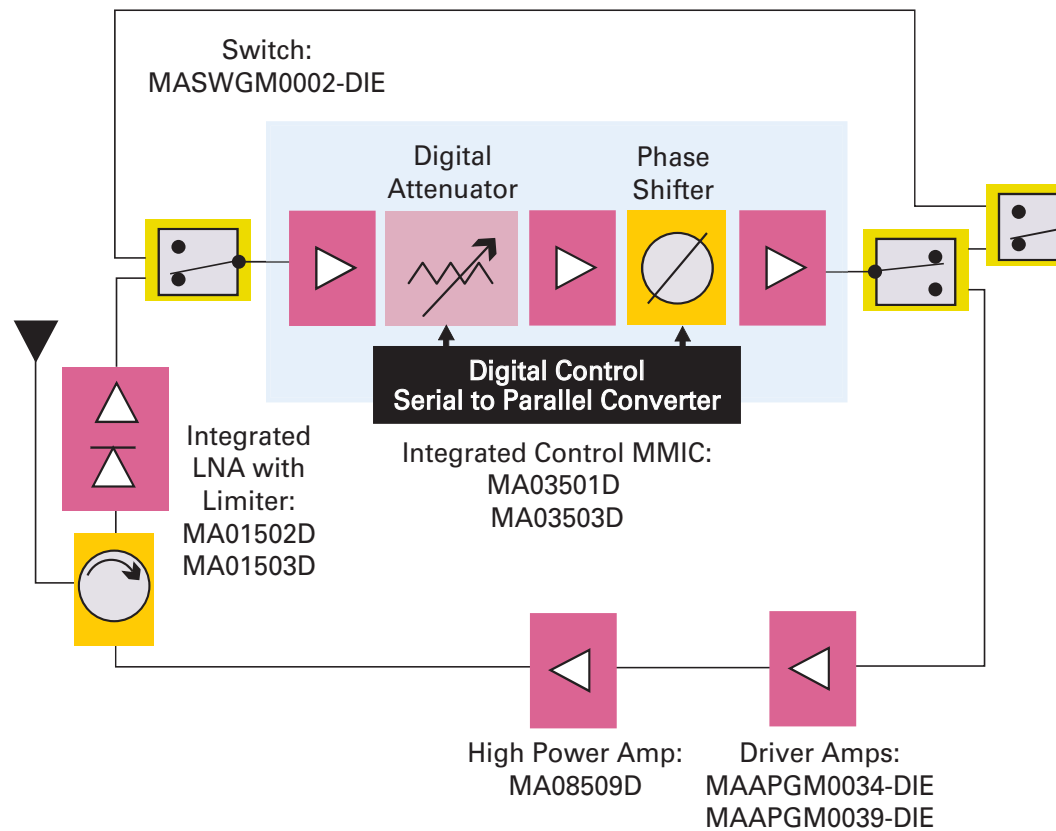 Switch:
MASWGM0002-DIE
Digital
Attenuator
Phase
Shifter
Digital Control
Serial to Parallel Converter
Integrated
LNA with
Limiter:
MA01502D
MA01503D
Integrated Control MMIC:
MA03501D
MA03503D
High Power Amp:
MA08509D
Driver Amps:
MAAPGM0034-DIE
MAAPGM0039-DIE